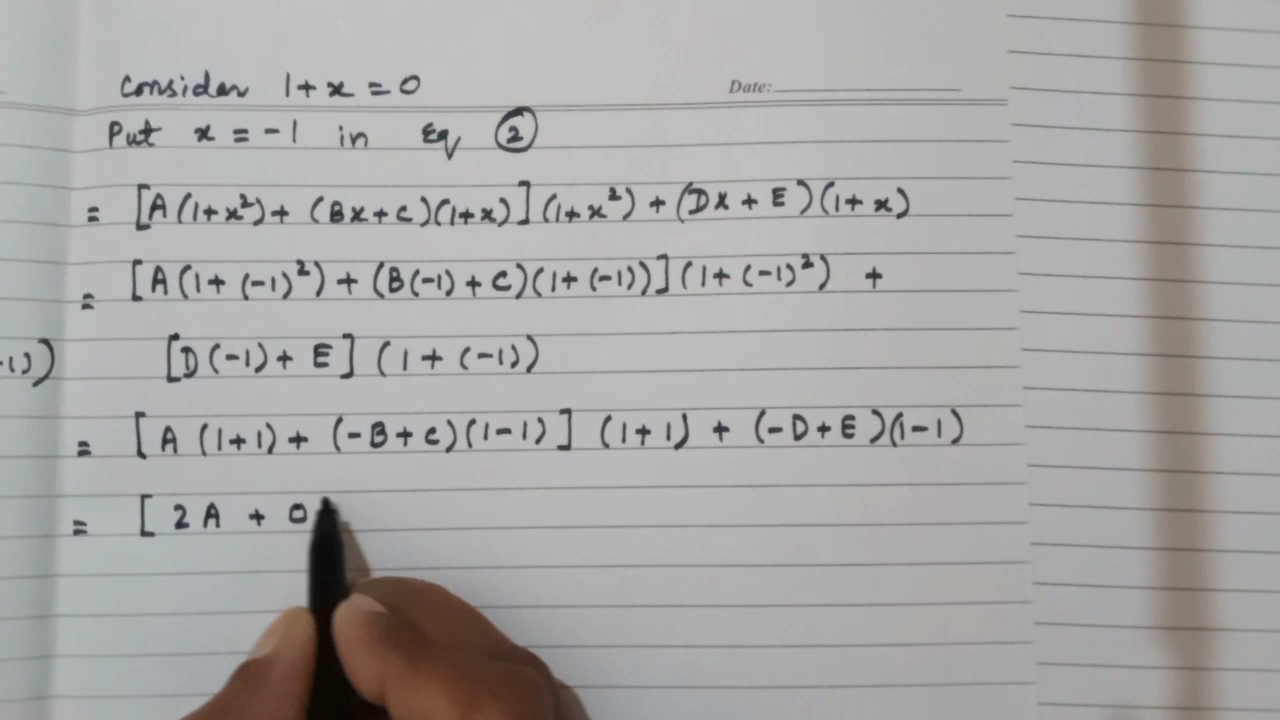 Consider 1+x=0
Date:
Put x = -1 in Eq ②
= [A(1+x²)+ (Bx+C)(1+x)](1+x²)+(Dx+E)(1+x)
= [A(1+(-1)²)+(B(-1)+C)(1+(-1))](1+(-1)²) +
-1))
[D(-1)+E](1+(-1))
= [A(1+1)+(-B+C)(1-1)] (1+1) + (-D+E)(1-1)
= [2A + 0